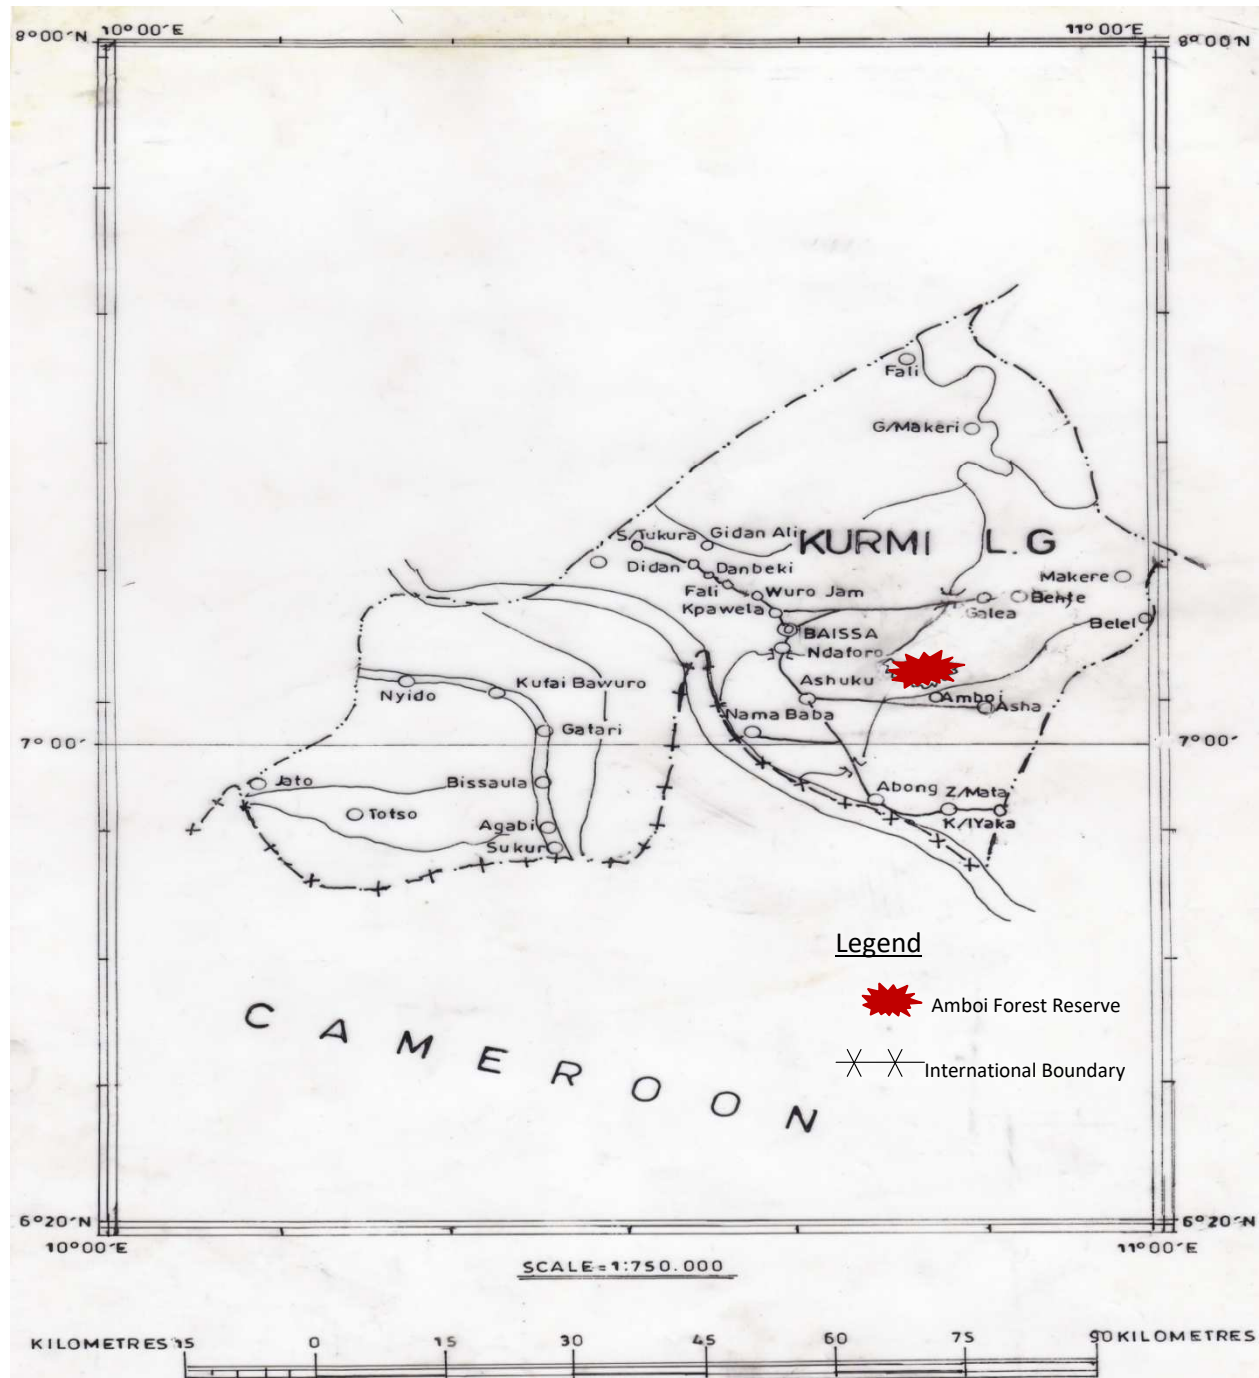 8°00'N 10°00'E 11°00'E 8°00'N
Fali
G/Makeri
S/Tukura Gidan Ali
KURMI L.G
Didan Danbeki
Makere
Fali Wuro Jam
Bente
Kpawela
Galea
Belel
BAISSA
Ndaforo
Ashuku
Kufai Bawuro
Nyido
Amboi
Asha
Nama Baba
Gatari
7°00' 7°00'
Jato
Bissaula
Abong Z/Mata
Totso
K/IYaka
Agabi
Sukur
Legend
Amboi Forest Reserve
International Boundary
CAMEROON
6°20'N 6°20'N
10°00'E 11°00'E
SCALE=1:750.000
KILOMETRES 15 0 15 30 45 60 75 90 KILOMETRES